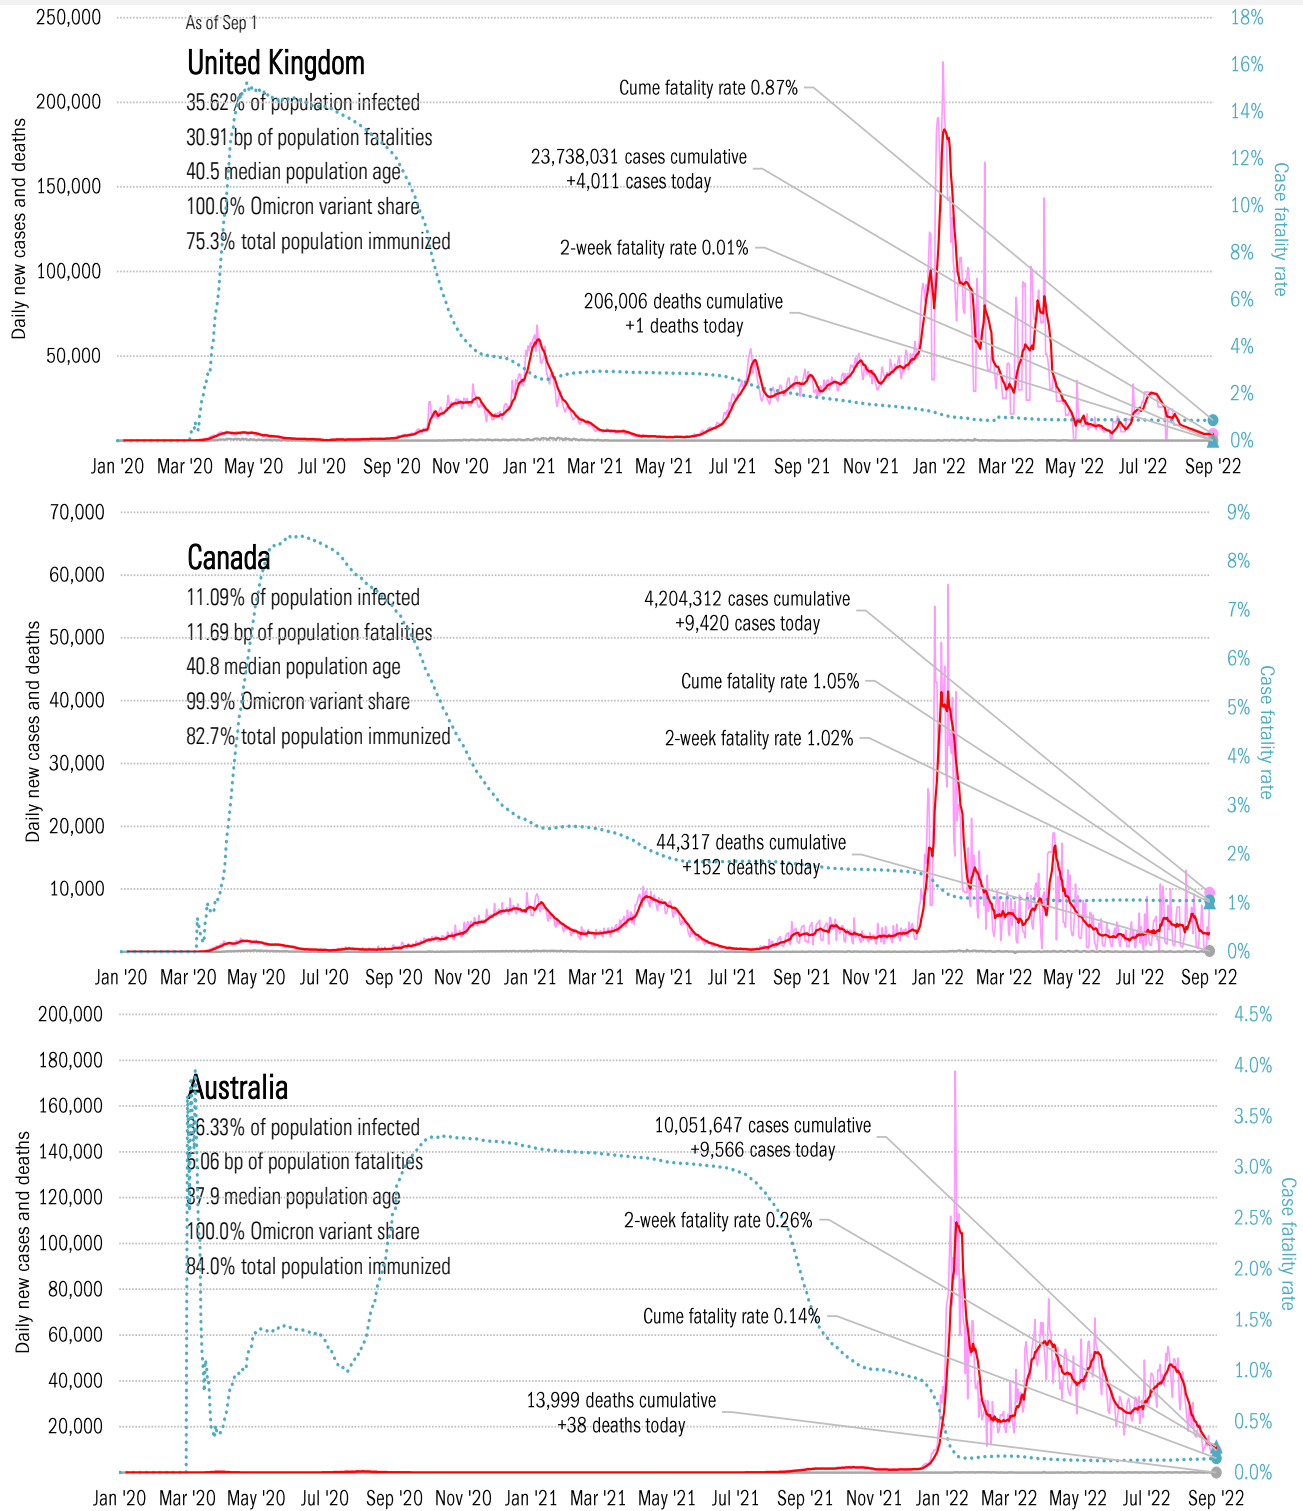 As of Sep 1
United Kingdom
35.62% of population infected
30.91 bp of population fatalities
40.5 median population age
100.0% Omicron variant share
75.3% total population immunized
Cume fatality rate 0.87%
23,738,031 cases cumulative
+4,011 cases today
2-week fatality rate 0.01%
206,006 deaths cumulative
+1 deaths today
Daily new cases and deaths
250,000
200,000
150,000
100,000
50,000
18%
16%
14%
12%
10%
8%
6%
4%
2%
0%
Case fatality rate
Jan '20 Mar '20 May '20 Jul '20 Sep '20 Nov '20 Jan '21 Mar '21 May '21 Jul '21 Sep '21 Nov '21 Jan '22 Mar '22 May '22 Jul '22 Sep '22
Canada
11.09% of population infected
11.69 bp of population fatalities
40.8 median population age
99.9% Omicron variant share
82.7% total population immunized
4,204,312 cases cumulative
+9,420 cases today
Cume fatality rate 1.05%
2-week fatality rate 1.02%
44,317 deaths cumulative
+152 deaths today
Daily new cases and deaths
70,000
60,000
50,000
40,000
30,000
20,000
10,000
9%
8%
7%
6%
5%
4%
3%
2%
1%
0%
Case fatality rate
Jan '20 Mar '20 May '20 Jul '20 Sep '20 Nov '20 Jan '21 Mar '21 May '21 Jul '21 Sep '21 Nov '21 Jan '22 Mar '22 May '22 Jul '22 Sep '22
Australia
36.33% of population infected
5.06 bp of population fatalities
37.9 median population age
100.0% Omicron variant share
84.0% total population immunized
10,051,647 cases cumulative
+9,566 cases today
2-week fatality rate 0.26%
Cume fatality rate 0.14%
13,999 deaths cumulative
+38 deaths today
Daily new cases and deaths
200,000
180,000
160,000
140,000
120,000
100,000
80,000
60,000
40,000
20,000
4.5%
4.0%
3.5%
3.0%
2.5%
2.0%
1.5%
1.0%
0.5%
0.0%
Case fatality rate
Jan '20 Mar '20 May '20 Jul '20 Sep '20 Nov '20 Jan '21 Mar '21 May '21 Jul '21 Sep '21 Nov '21 Jan '22 Mar '22 May '22 Jul '22 Sep '22